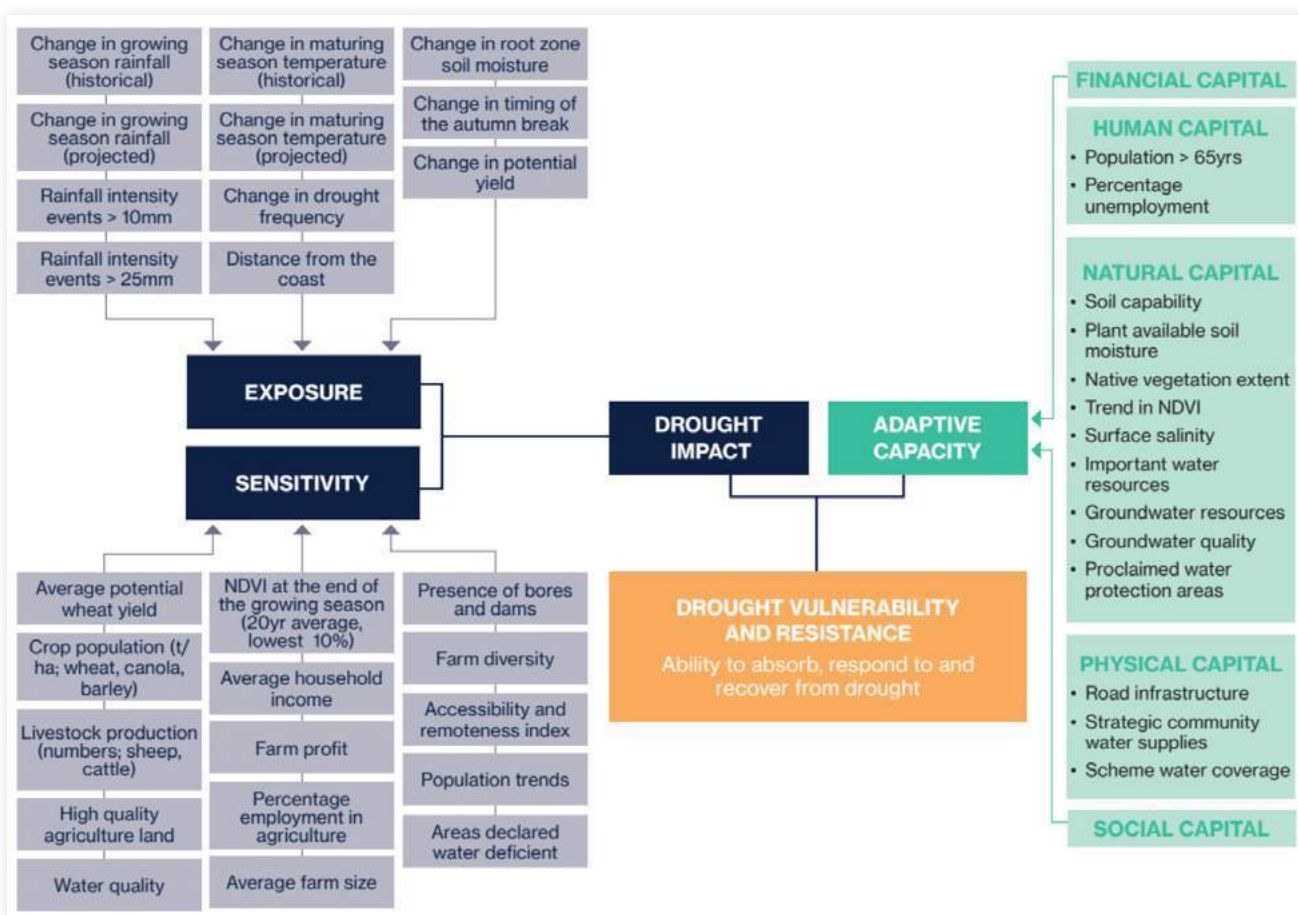 Change in growing
season rainfall
(historical)
Change in growing
season rainfall
(projected)
Rainfall intensity
events > 10mm
Rainfall intensity
events > 25mm
Change in maturing
season temperature
(historical)
Change in maturing
season temperature
(projected)
Change in drought
frequency
Distance from the
coast
Change in root zone
soil moisture
Change in timing of
the autumn break
Change in potential
yield
EXPOSURE
SENSITIVITY
DROUGHT
IMPACT
ADAPTIVE
CAPACITY
DROUGHT VULNERABILITY
AND RESISTANCE
Ability to absorb, respond to and
recover from drought
Average potential
wheat yield
Crop population (t/
ha; wheat, canola,
barley)
Livestock production
(numbers; sheep,
cattle)
High quality
agriculture land
Water quality
NDVI at the end of
the growing season
(20yr average,
lowest 10%)
Average household
income
Farm profit
Percentage
employment in
agriculture
Average farm size
Presence of bores
and dams
Farm diversity
Accessibility and
remoteness index
Population trends
Areas declared
water deficient
FINANCIAL CAPITAL
HUMAN CAPITAL
• Population > 65yrs
• Percentage
unemployment
NATURAL CAPITAL
• Soil capability
• Plant available soil
moisture
• Native vegetation extent
• Trend in NDVI
• Surface salinity
• Important water
resources
• Groundwater resources
• Groundwater quality
• Proclaimed water
protection areas
PHYSICAL CAPITAL
• Road infrastructure
• Strategic community
water supplies
• Scheme water coverage
SOCIAL CAPITAL